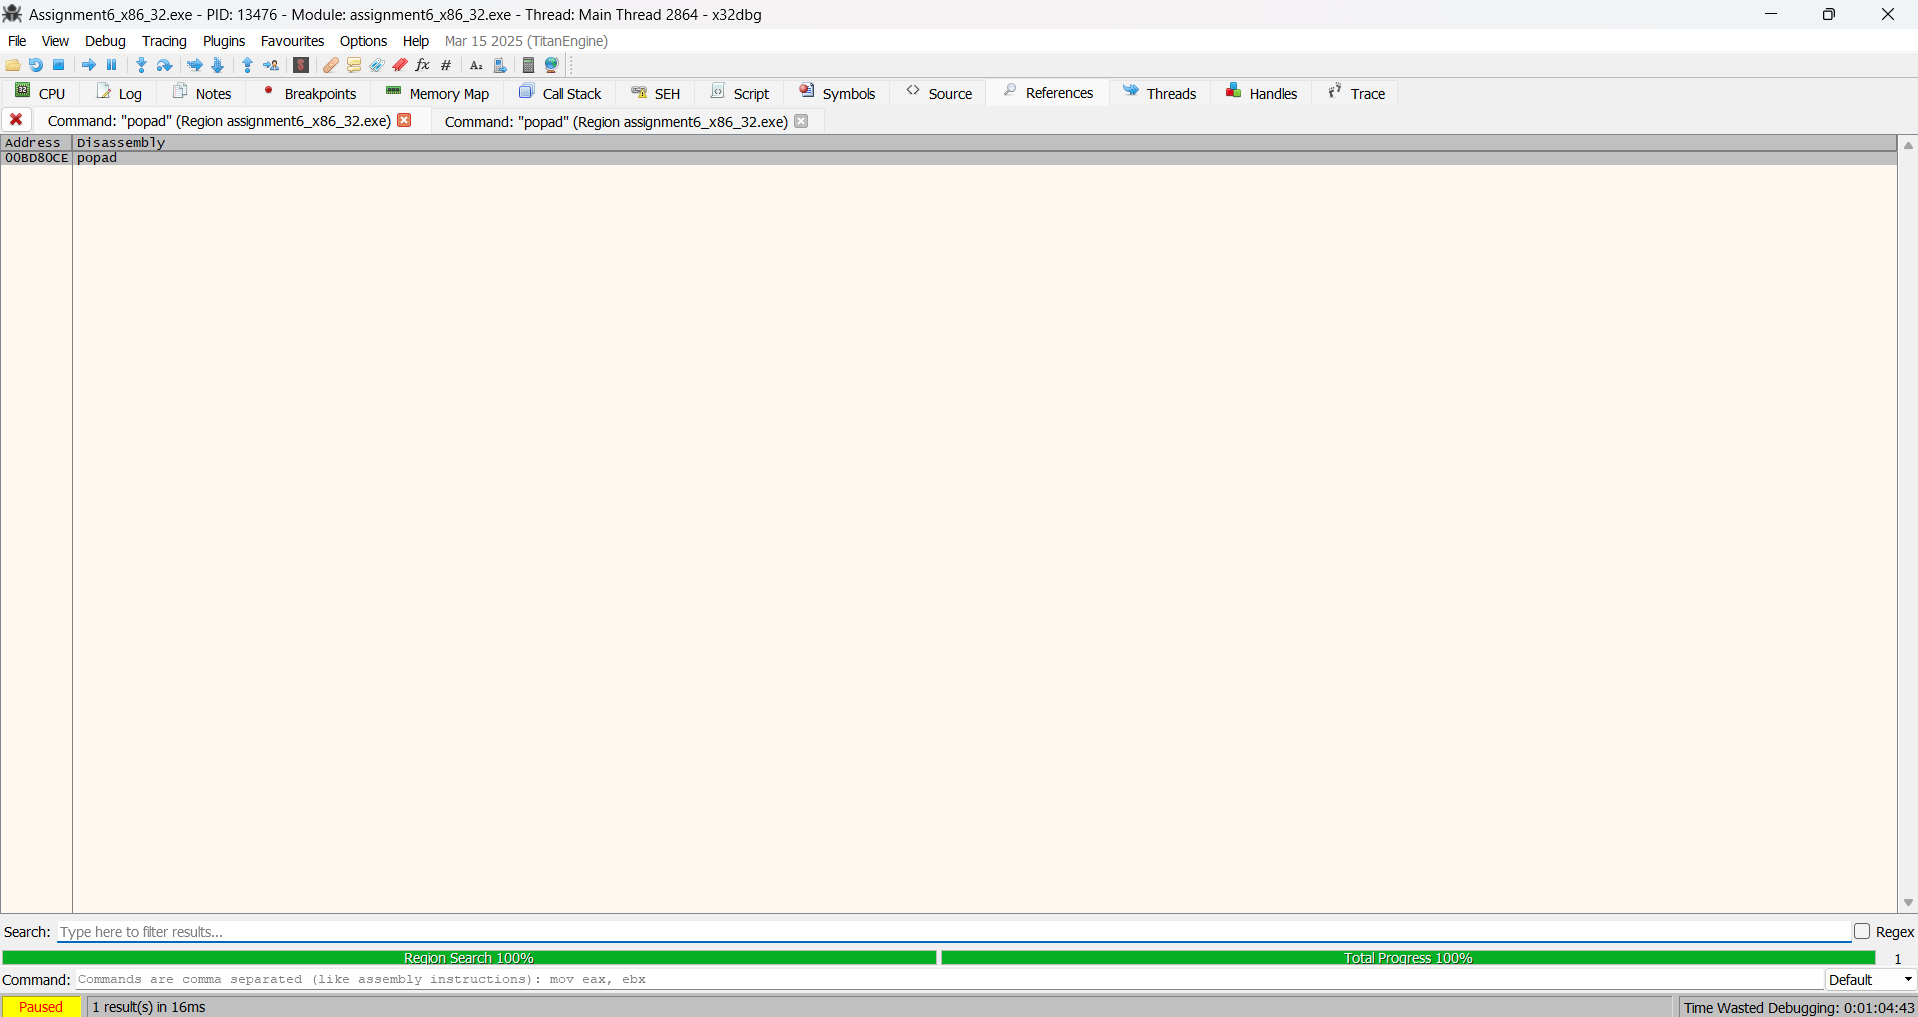 Assignment6_x86_32.exe - PID: 13476 - Module: assignment6_x86_32.exe - Thread: Main Thread 2864 - x32dbg
File View Debug Tracing Plugins Favourites Options Help Mar 15 2025 (TitanEngine)
CPU Log Notes Breakpoints Memory Map Call Stack SEH Script Symbols Source References Threads Handles Trace
Command: "popad" (Region assignment6_x86_32.exe) Command: "popad" (Region assignment6_x86_32.exe)
Address Disassembly
00BD80CE popad
Search: Type here to filter results... Regex
Region Search 100% Total Progress 100% 1
Command: Commands are comma separated (like assembly instructions): mov eax, ebx Default
Paused 1 result(s) in 16ms Time Wasted Debugging: 0:01:04:43